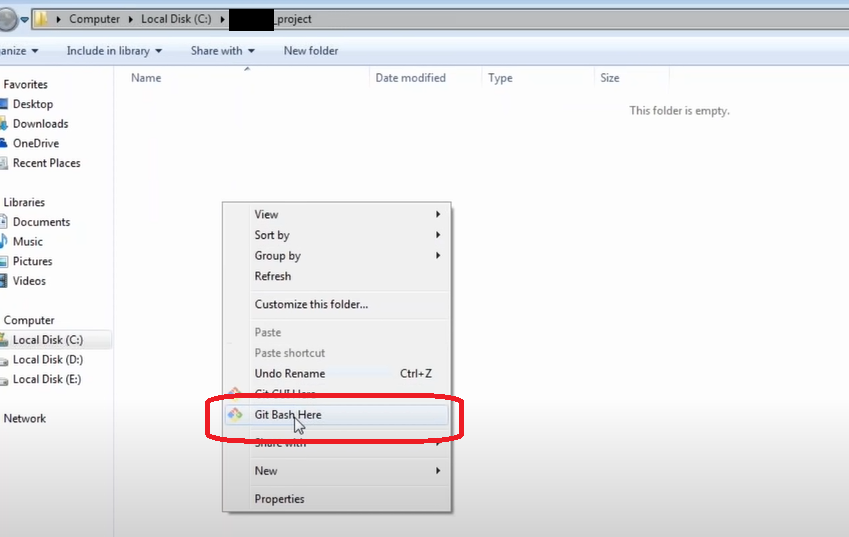 Computer Local Disk (C:) _project
anize Include in library Share with New folder
Name Date modified Type Size
This folder is empty.
Favorites
Desktop
Downloads
OneDrive
Recent Places
Libraries
Documents
Music
Pictures
Videos
Computer
Local Disk (C:)
Local Disk (D:)
Local Disk (E:)
Network
View
Sort by
Group by
Refresh
Customize this folder...
Paste
Paste shortcut
Undo Rename Ctrl+Z
Git GUI Here
Git Bash Here
Share with
New
Properties